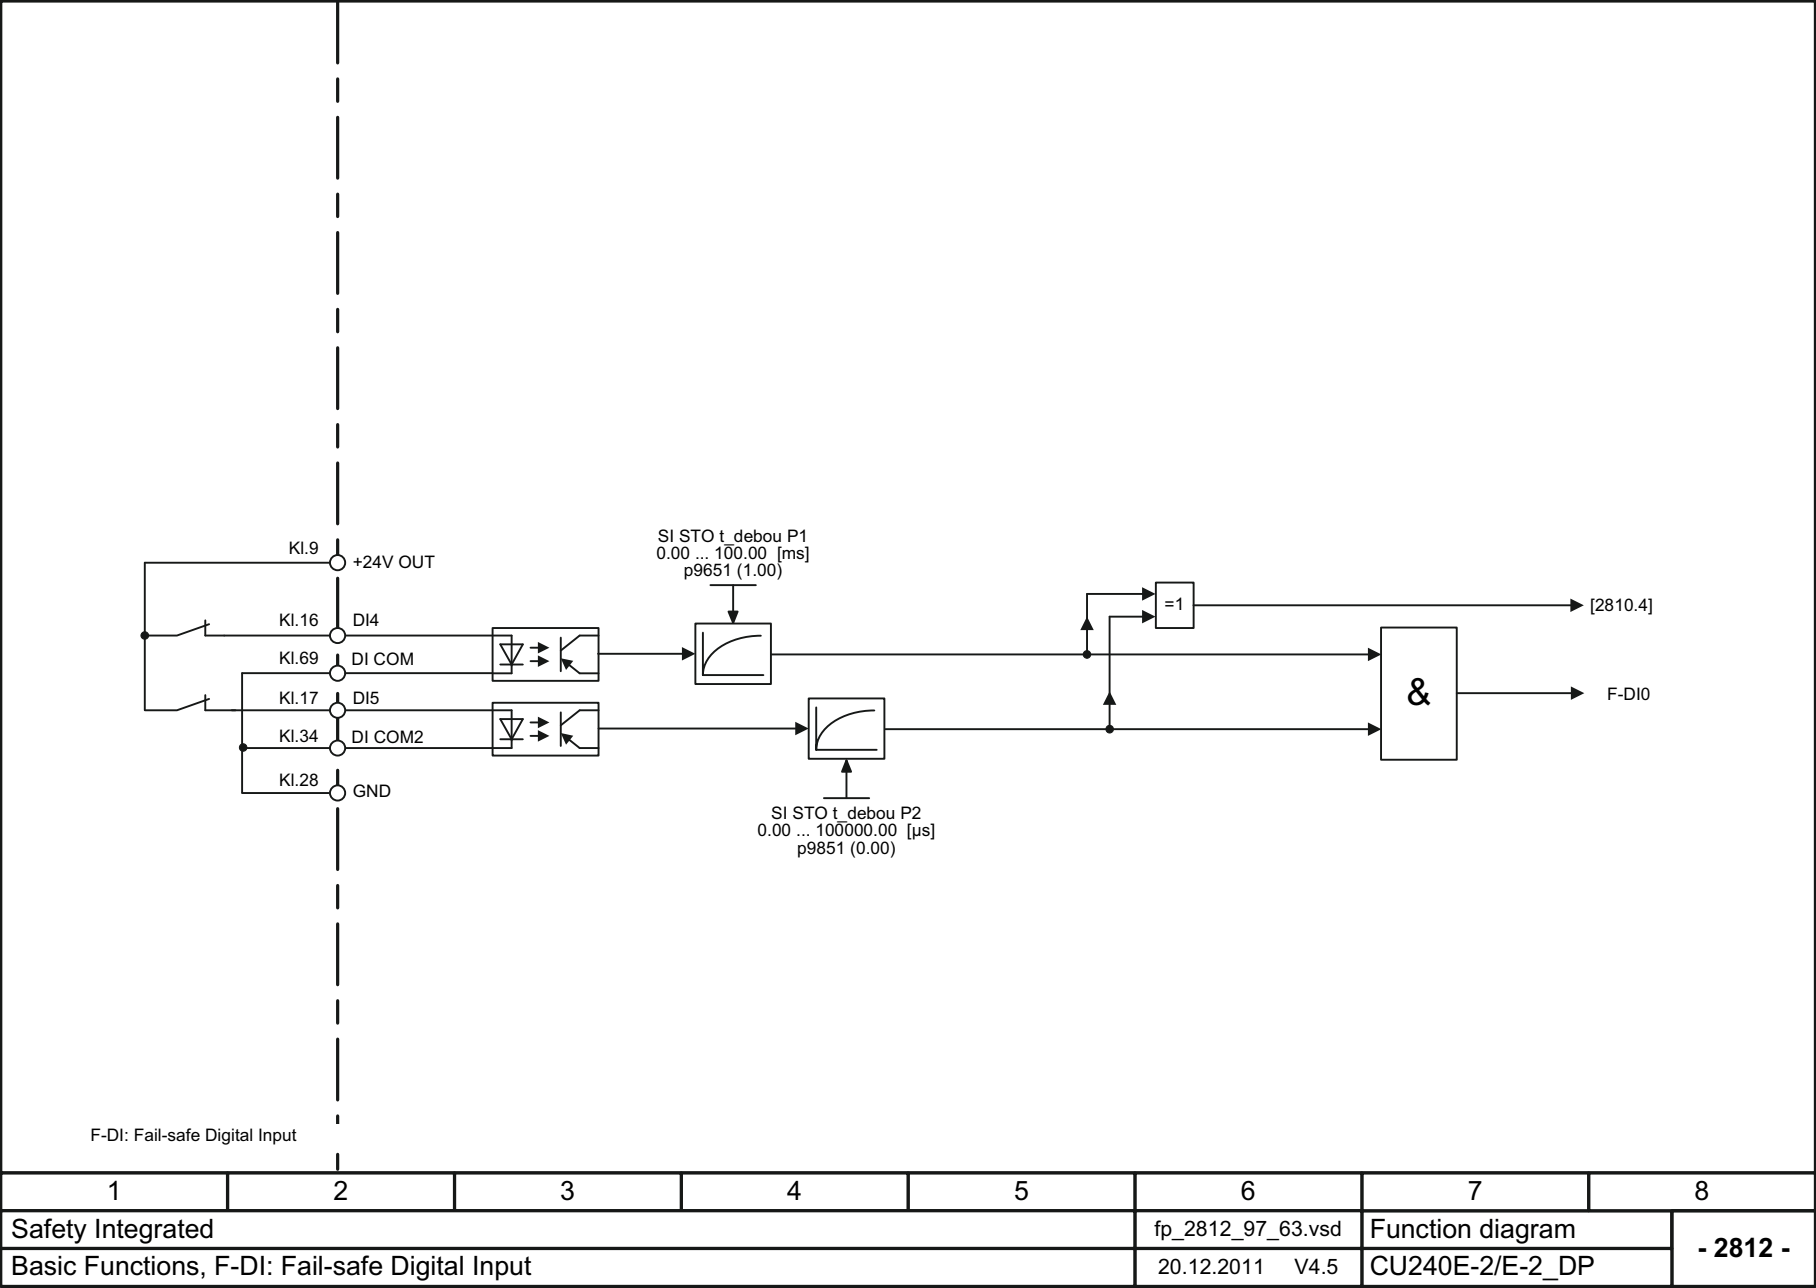 SI STO t_debou P1
0.00 ... 100.00 [ms]
p9651 (1.00)
Kl.9
+24V OUT
Kl.16
DI4
=1
[2810.4]
Kl.69
DI COM
Kl.17
DI5
&
F-DI0
Kl.34
DI COM2
Kl.28
GND
SI STO t_debou P2
0.00 ... 100000.00 [µs]
p9851 (0.00)
F-DI: Fail-safe Digital Input
1 2 3 4 5 6 7 8
Safety Integrated
fp_2812_97_63.vsd
Function diagram
- 2812 -
Basic Functions, F-DI: Fail-safe Digital Input
20.12.2011 V4.5
CU240E-2/E-2_DP